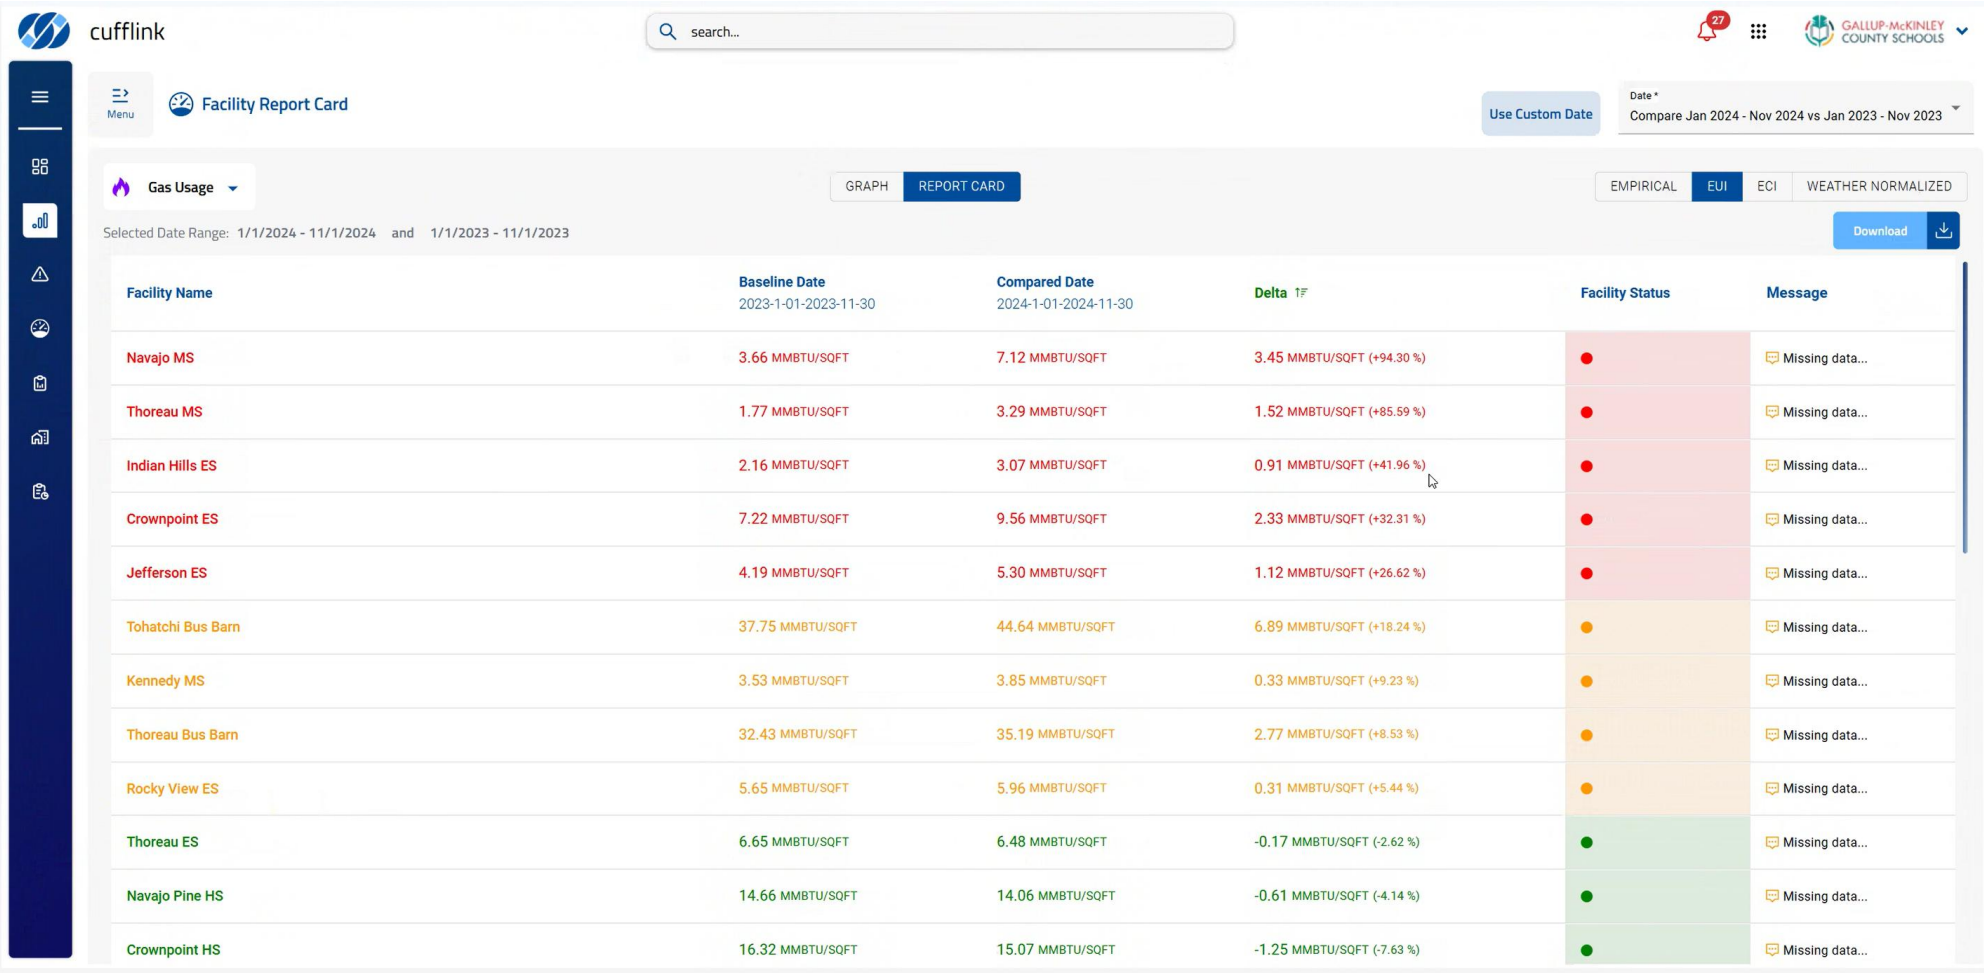 cufflink
search...
27
GALLUP-McKINLEY
COUNTY SCHOOLS
Menu
Facility Report Card
Use Custom Date
Date *
Compare Jan 2024 - Nov 2024 vs Jan 2023 - Nov 2023
Gas Usage
GRAPH REPORT CARD
EMPIRICAL EUI ECI WEATHER NORMALIZED
Selected Date Range: 1/1/2024 - 11/1/2024 and 1/1/2023 - 11/1/2023
Download
Facility Name Baseline Date Compared Date Delta Facility Status Message
2023-1-01-2023-11-30 2024-1-01-2024-11-30
Navajo MS 3.66 MMBTU/SQFT 7.12 MMBTU/SQFT 3.45 MMBTU/SQFT (+94.30 %) Missing data...
Thoreau MS 1.77 MMBTU/SQFT 3.29 MMBTU/SQFT 1.52 MMBTU/SQFT (+85.59 %) Missing data...
Indian Hills ES 2.16 MMBTU/SQFT 3.07 MMBTU/SQFT 0.91 MMBTU/SQFT (+41.96 %) Missing data...
Crownpoint ES 7.22 MMBTU/SQFT 9.56 MMBTU/SQFT 2.33 MMBTU/SQFT (+32.31 %) Missing data...
Jefferson ES 4.19 MMBTU/SQFT 5.30 MMBTU/SQFT 1.12 MMBTU/SQFT (+26.62 %) Missing data...
Tohatchi Bus Barn 37.75 MMBTU/SQFT 44.64 MMBTU/SQFT 6.89 MMBTU/SQFT (+18.24 %) Missing data...
Kennedy MS 3.53 MMBTU/SQFT 3.85 MMBTU/SQFT 0.33 MMBTU/SQFT (+9.23 %) Missing data...
Thoreau Bus Barn 32.43 MMBTU/SQFT 35.19 MMBTU/SQFT 2.77 MMBTU/SQFT (+8.53 %) Missing data...
Rocky View ES 5.65 MMBTU/SQFT 5.96 MMBTU/SQFT 0.31 MMBTU/SQFT (+5.44 %) Missing data...
Thoreau ES 6.65 MMBTU/SQFT 6.48 MMBTU/SQFT -0.17 MMBTU/SQFT (-2.62 %) Missing data...
Navajo Pine HS 14.66 MMBTU/SQFT 14.06 MMBTU/SQFT -0.61 MMBTU/SQFT (-4.14 %) Missing data...
Crownpoint HS 16.32 MMBTU/SQFT 15.07 MMBTU/SQFT -1.25 MMBTU/SQFT (-7.63 %) Missing data...